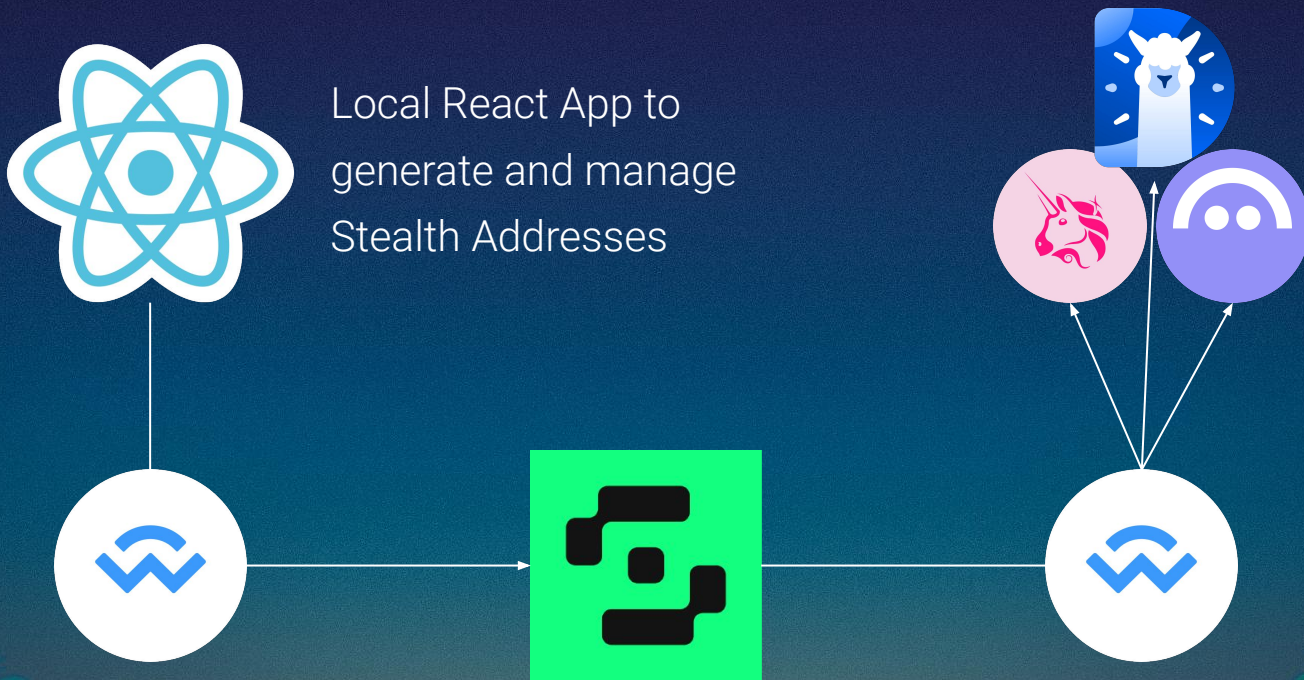 Local React App to
generate and manage
Stealth Addresses